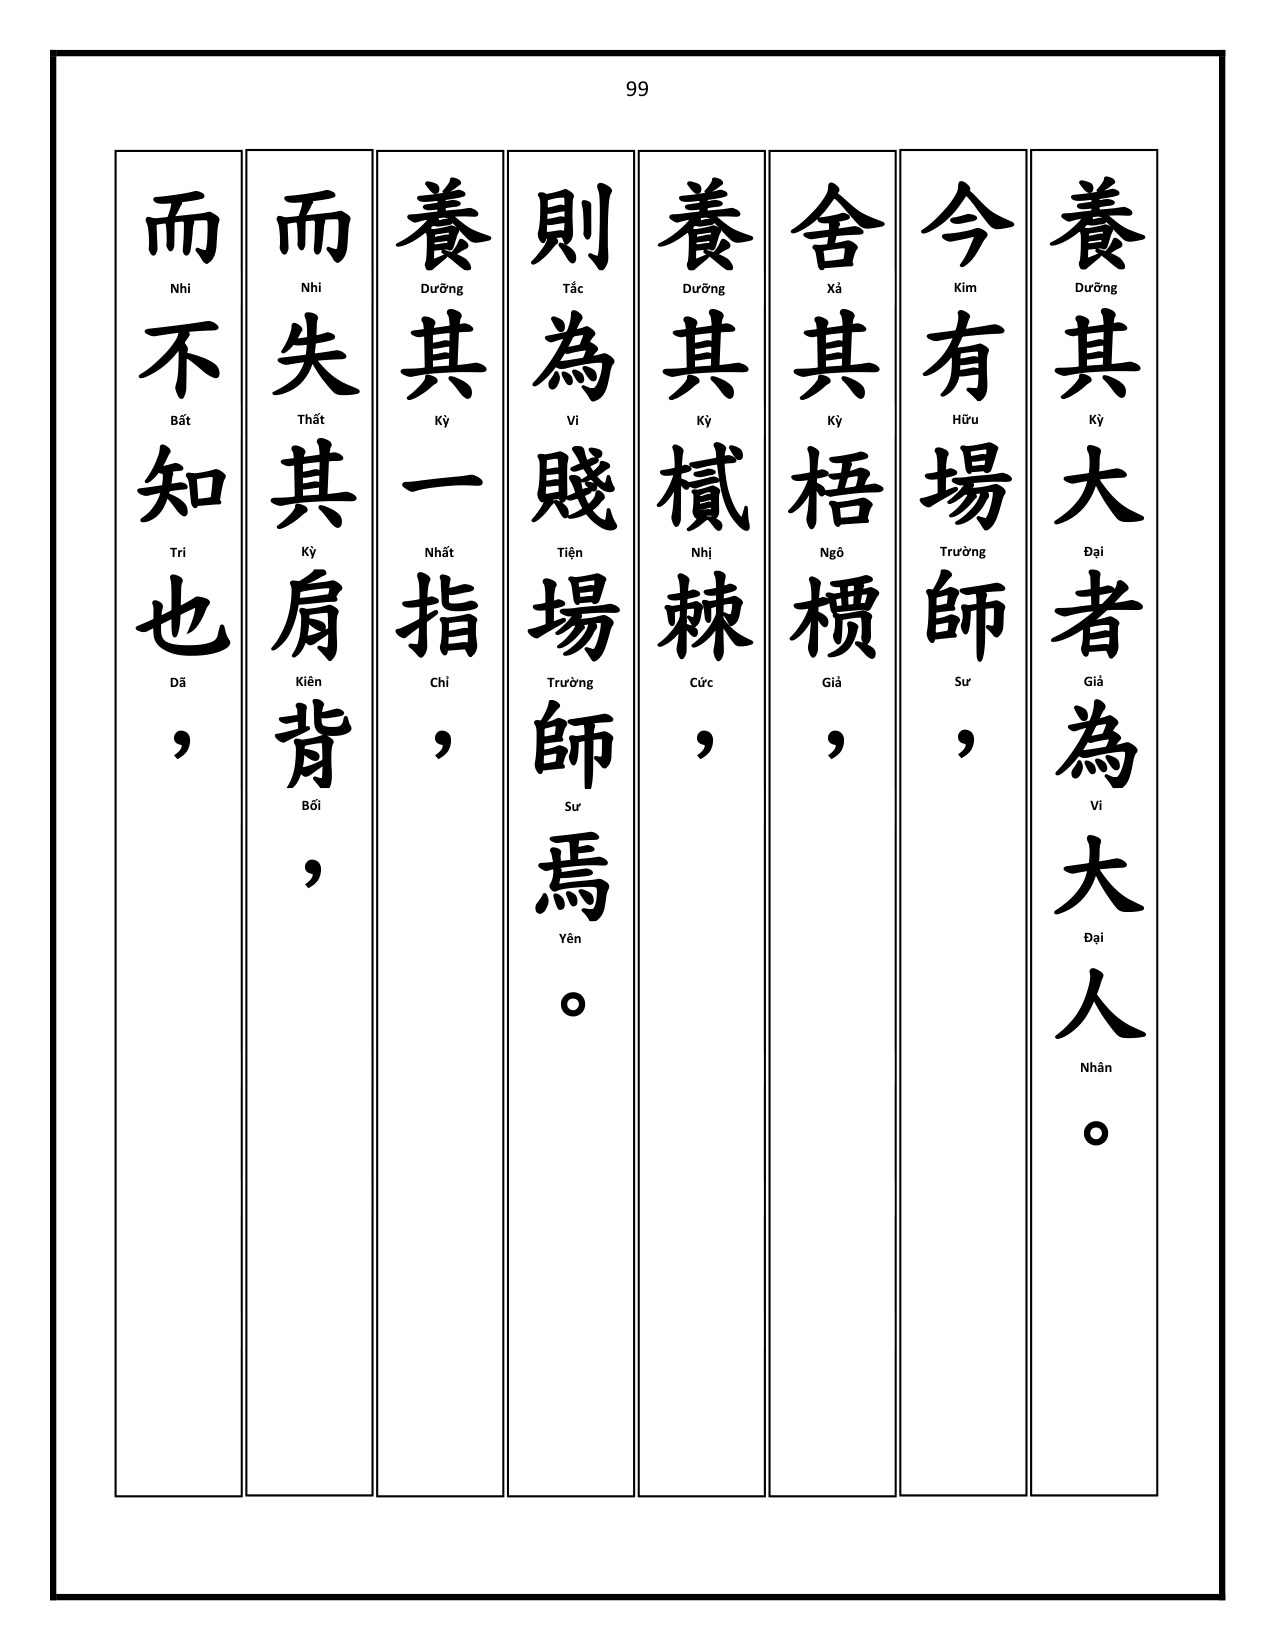 99
養其大者為大人。
Dưỡng Kỳ Đại Giả Vi Đại Nhân
今有場師，
Kim Hữu Trường Sư
舍其梧槚，
Xả Kỳ Ngô Giả
養其樲棘，
Dưỡng Kỳ Nhị Cức
則為賤場師焉。
Tắc Vi Tiện Trường Sư Yên
養其一指，
Dưỡng Kỳ Nhất Chỉ
而失其肩背，
Nhi Thất Kỳ Kiên Bối
而不知也，
Nhi Bất Tri Dã